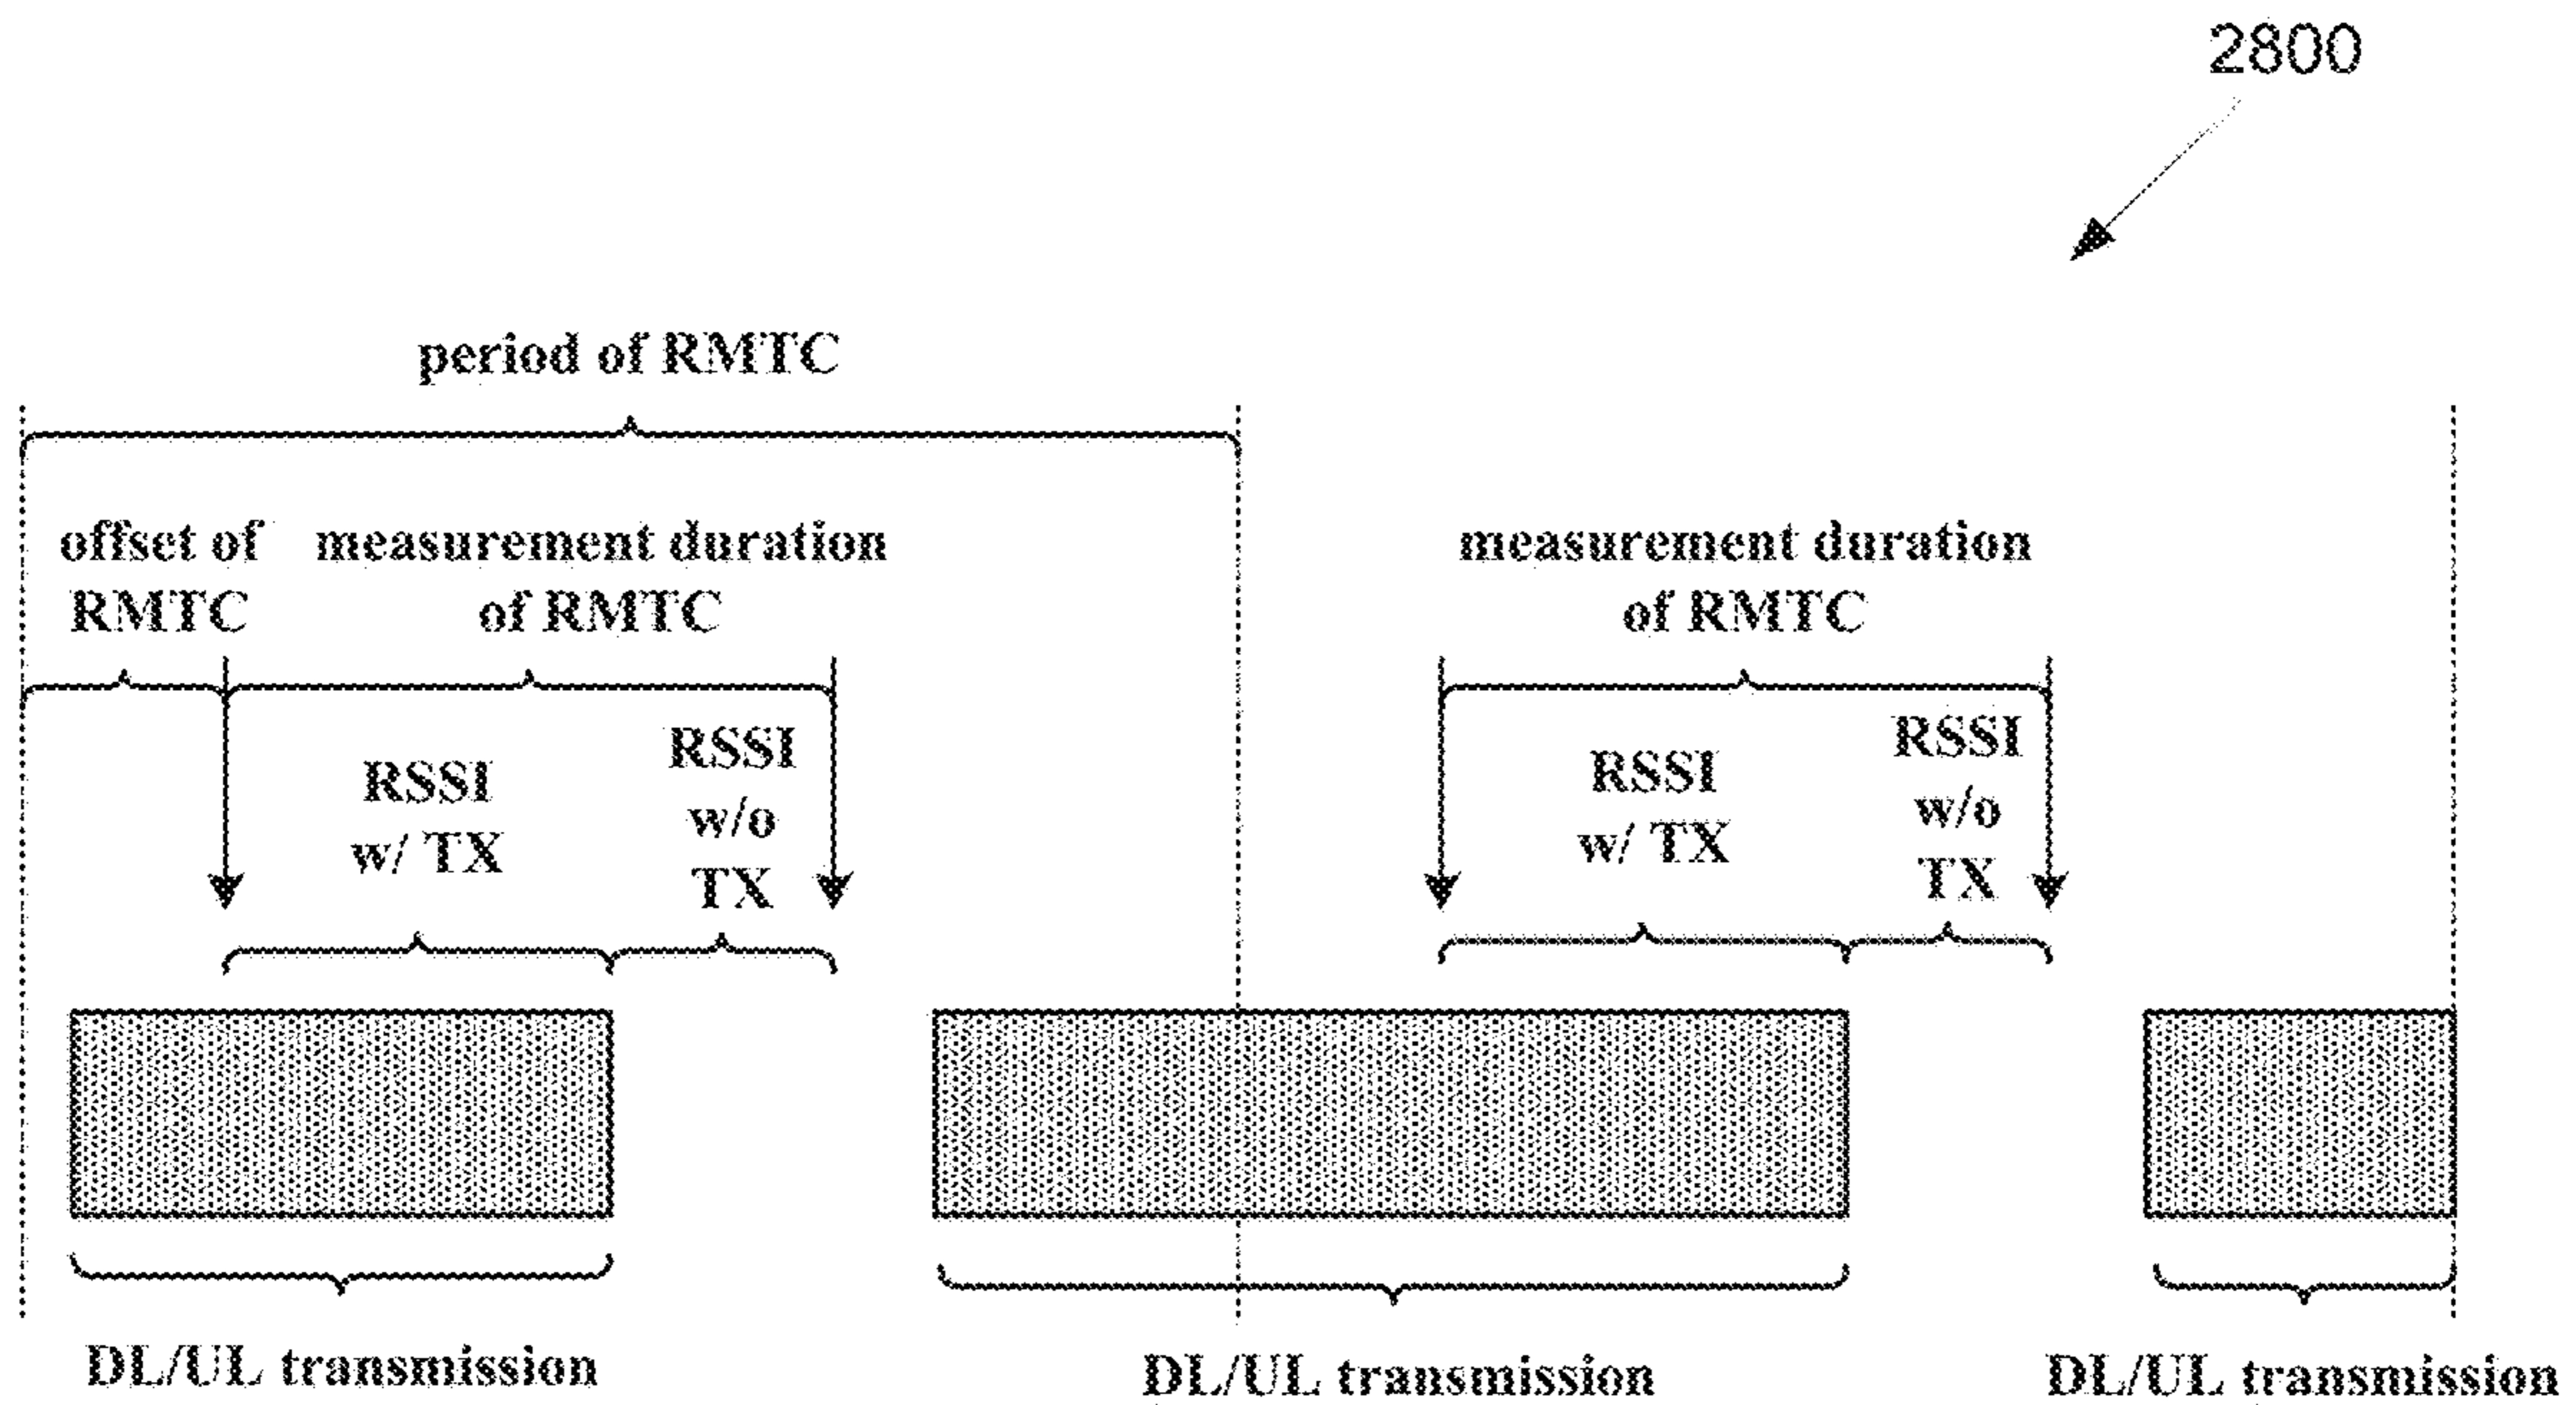 2800
period of RMTC
offset of
RMTC
measurement duration
of RMTC
measurement duration
of RMTC
RSSI
w/ TX
RSSI
w/o
TX
RSSI
w/ TX
RSSI
w/o
TX
DL/UL transmission
DL/UL transmission
DL/UL transmission